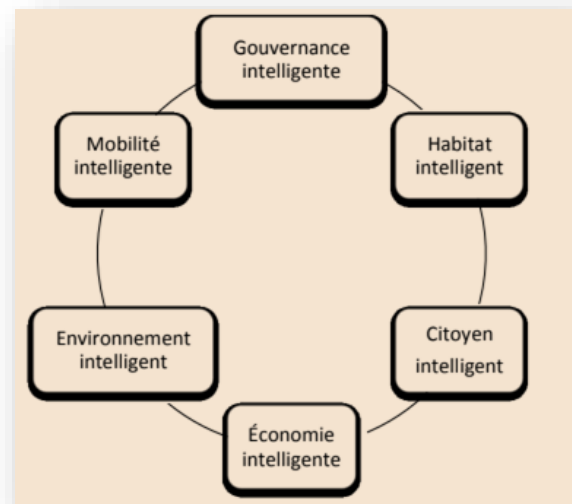 Gouvernance
intelligente
Mobilité
intelligente
Habitat
intelligent
Environnement
intelligent
Citoyen
intelligent
Économie
intelligente